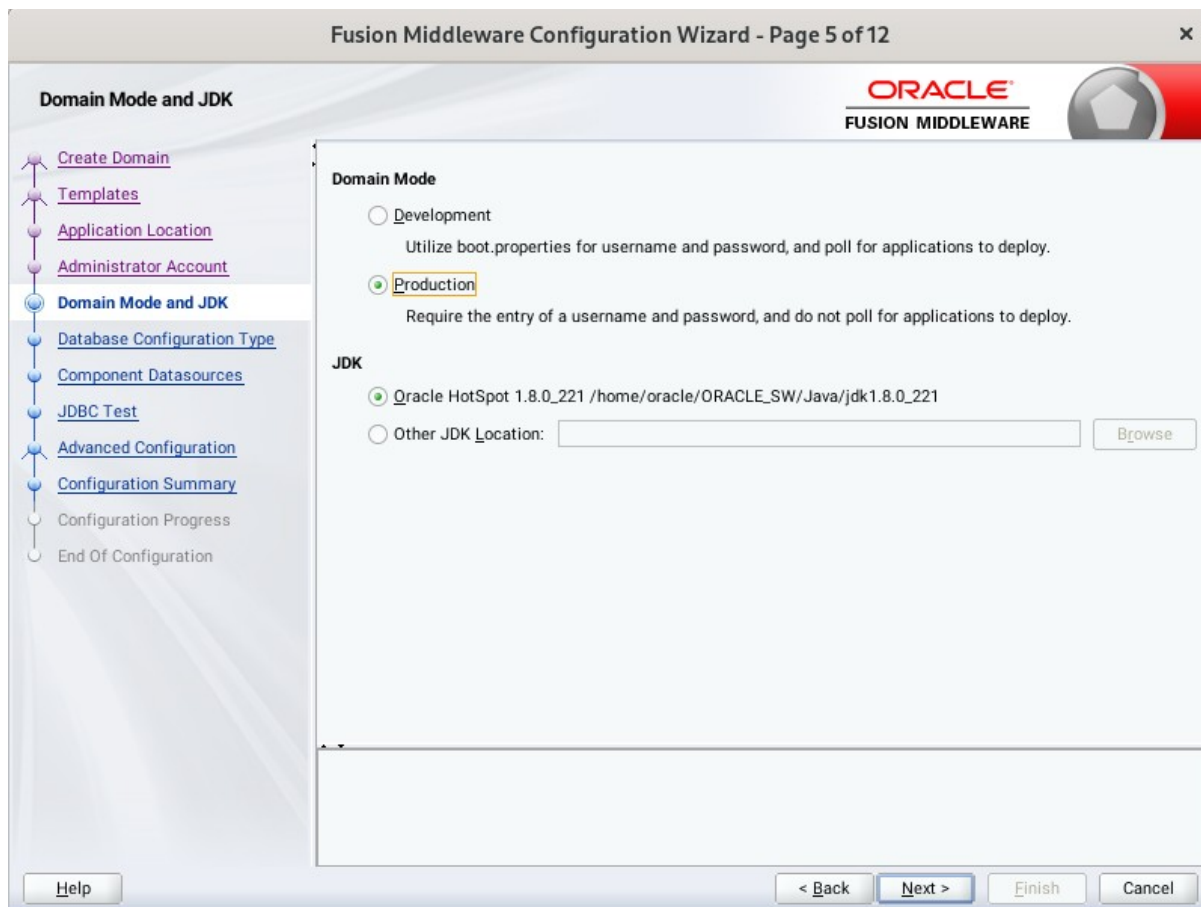 Fusion Middleware Configuration Wizard - Page 5 of 12
Domain Mode and JDK
ORACLE
FUSION MIDDLEWARE
Create Domain
Templates
Application Location
Administrator Account
Domain Mode and JDK
Database Configuration Type
Component Datasources
JDBC Test
Advanced Configuration
Configuration Summary
Configuration Progress
End Of Configuration
Domain Mode
Development
Utilize boot.properties for username and password, and poll for applications to deploy.
Production
Require the entry of a username and password, and do not poll for applications to deploy.
JDK
Oracle HotSpot 1.8.0_221 /home/oracle/ORACLE_SW/Java/jdk1.8.0_221
Other JDK Location:
Browse
Help
< Back
Next >
Finish
Cancel